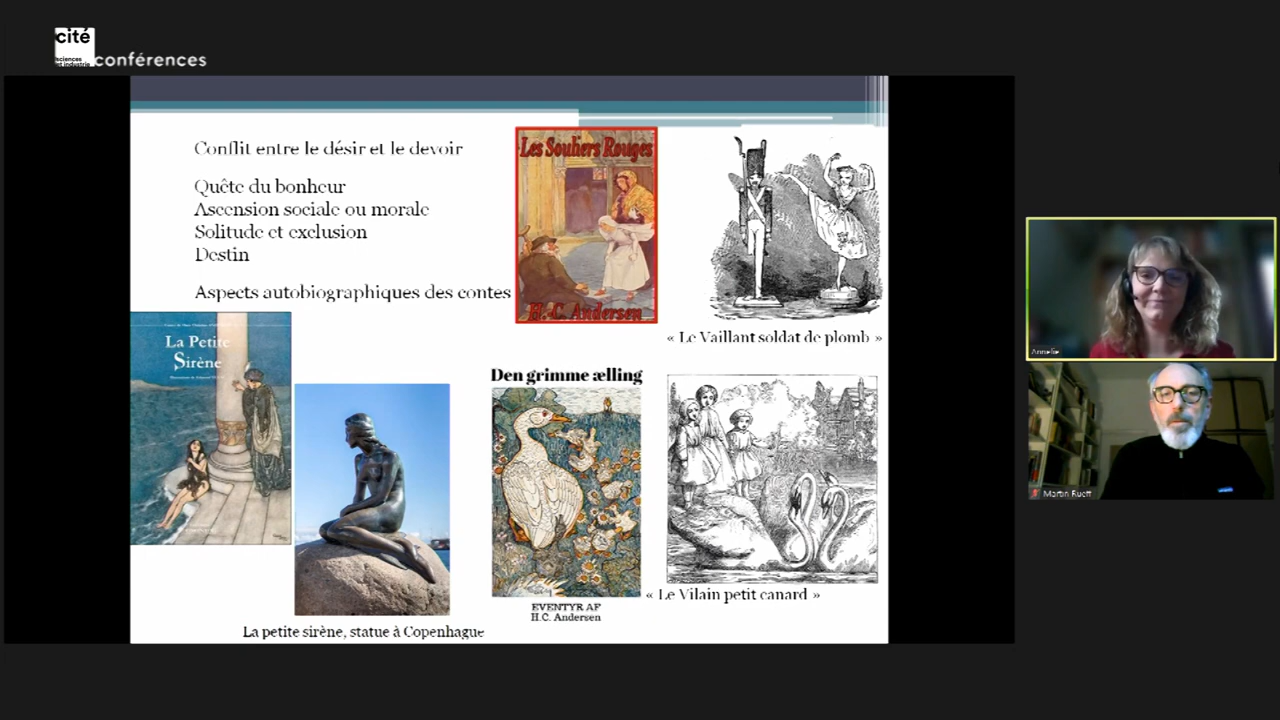 cité
sciences
et industrie
conférences
Conflit entre le désir et le devoir
Quête du bonheur
Ascension sociale ou morale
Solitude et exclusion
Destin
Aspects autobiographiques des contes
Les Souliers Rouges
H. C. Andersen
« Le Vaillant soldat de plomb »
La Petite
Sirène
Den grimme ælling
EVENTYR AF
H.C. Andersen
« Le Vilain petit canard »
La petite sirène, statue à Copenhague
Annelie
Martin Rueff